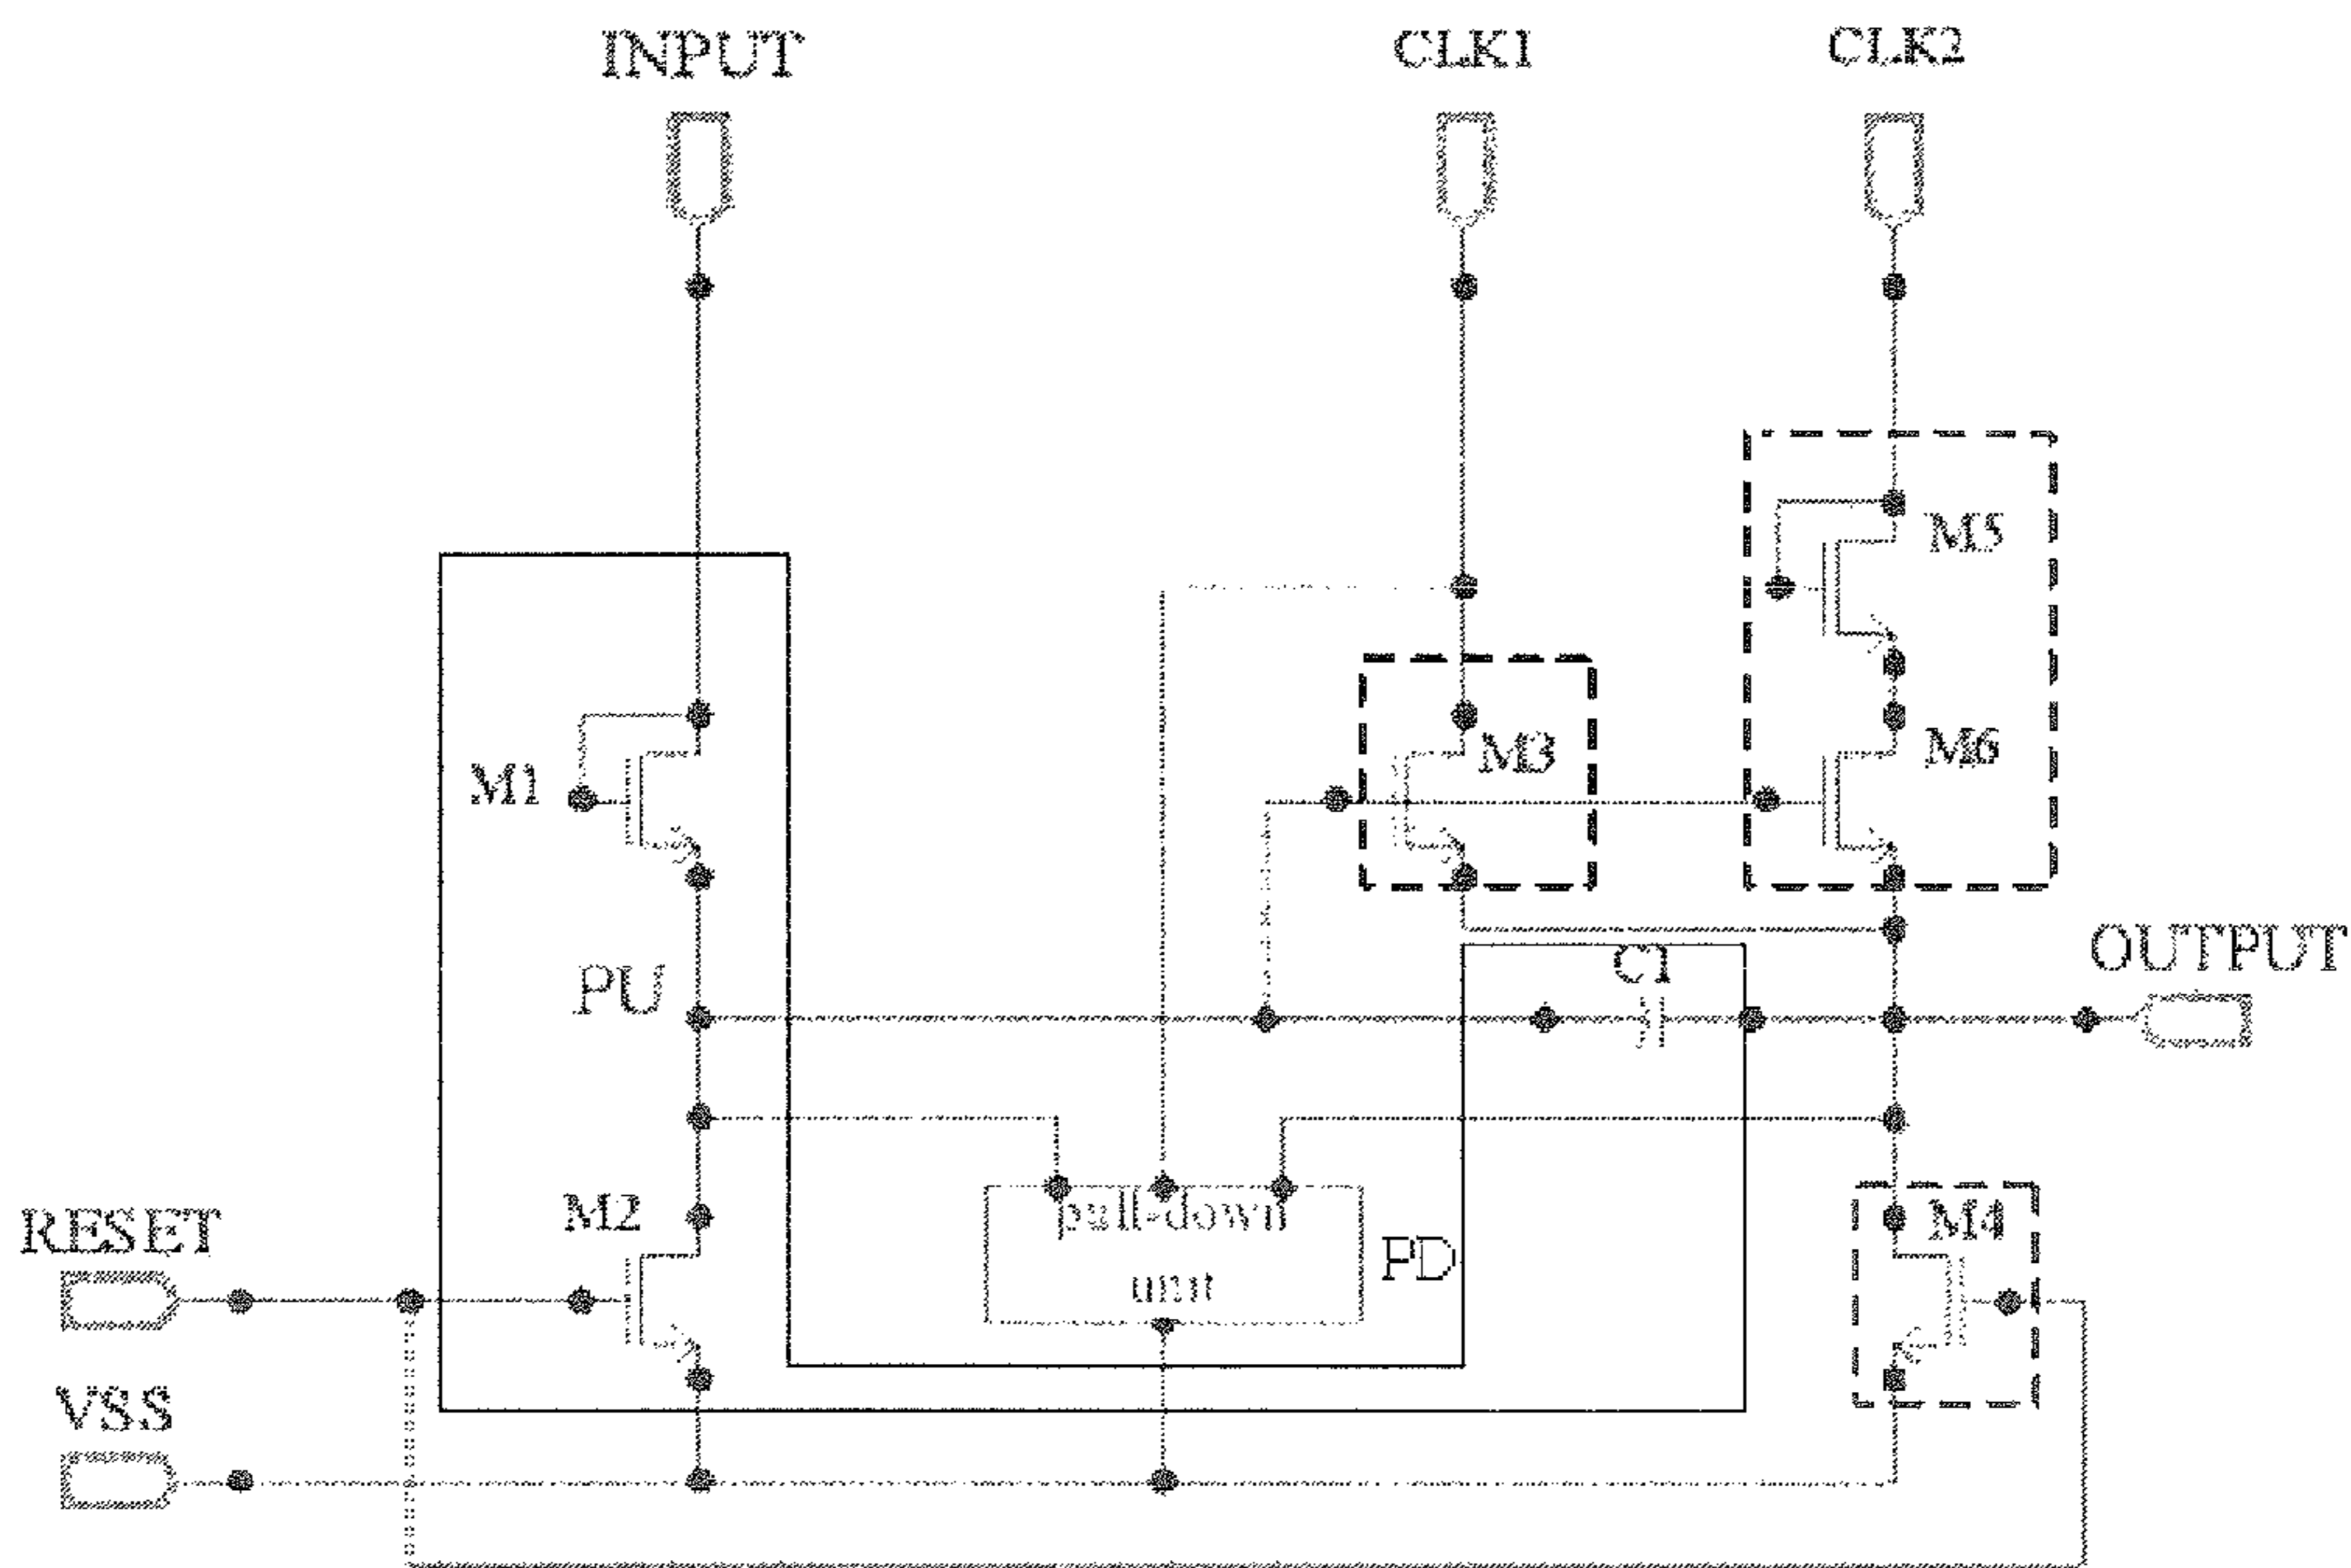 INPUT
CLK1
CLK2
M5
M3
M6
M1
C1
OUTPUT
PU
M2
pull-down
unit
PD
M4
RESET
VSS